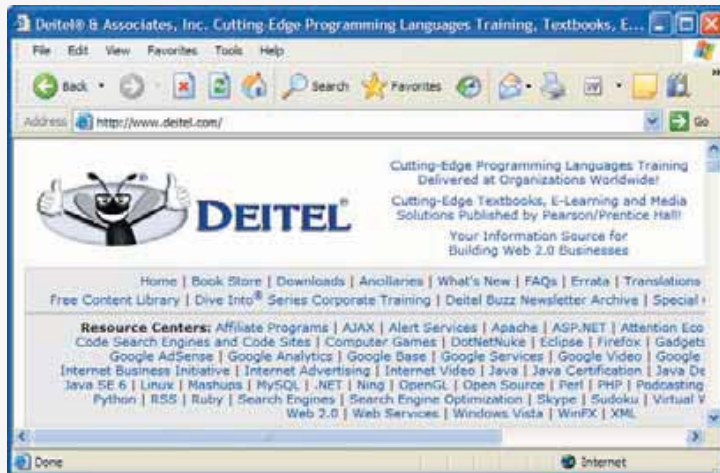 Deitel® & Associates, Inc. Cutting-Edge Programming Languages Training, Textbooks, E...
File Edit View Favorites Tools Help
Back Search Favorites
Address http://www.deitel.com/ Go
DEITEL®
Cutting-Edge Programming Languages Training
Delivered at Organizations Worldwide!
Cutting-Edge Textbooks, E-Learning and Media
Solutions Published by Pearson/Prentice Hall!
Your Information Source for
Building Web 2.0 Businesses
Home | Book Store | Downloads | Ancillaries | What's New | FAQs | Errata | Translations
Free Content Library | Dive Into® Series Corporate Training | Deitel Buzz Newsletter Archive | Special
Resource Centers: Affiliate Programs | AJAX | Alert Services | Apache | ASP.NET | Attention Eco
Code Search Engines and Code Sites | Computer Games | DotNetNuke | Eclipse | Firefox | Gadgets
Google AdSense | Google Analytics | Google Base | Google Services | Google Video | Google
Internet Business Initiative | Internet Advertising | Internet Video | Java | Java Certification | Java De
Java SE 6 | Linux | Mashups | MySQL | .NET | Ning | OpenGL | Open Source | Perl | PHP | Podcasting
Python | RSS | Ruby | Search Engines | Search Engine Optimization | Skype | Sudoku | Virtual W
Web 2.0 | Web Services | Windows Vista | WinFX | XML
Done Internet